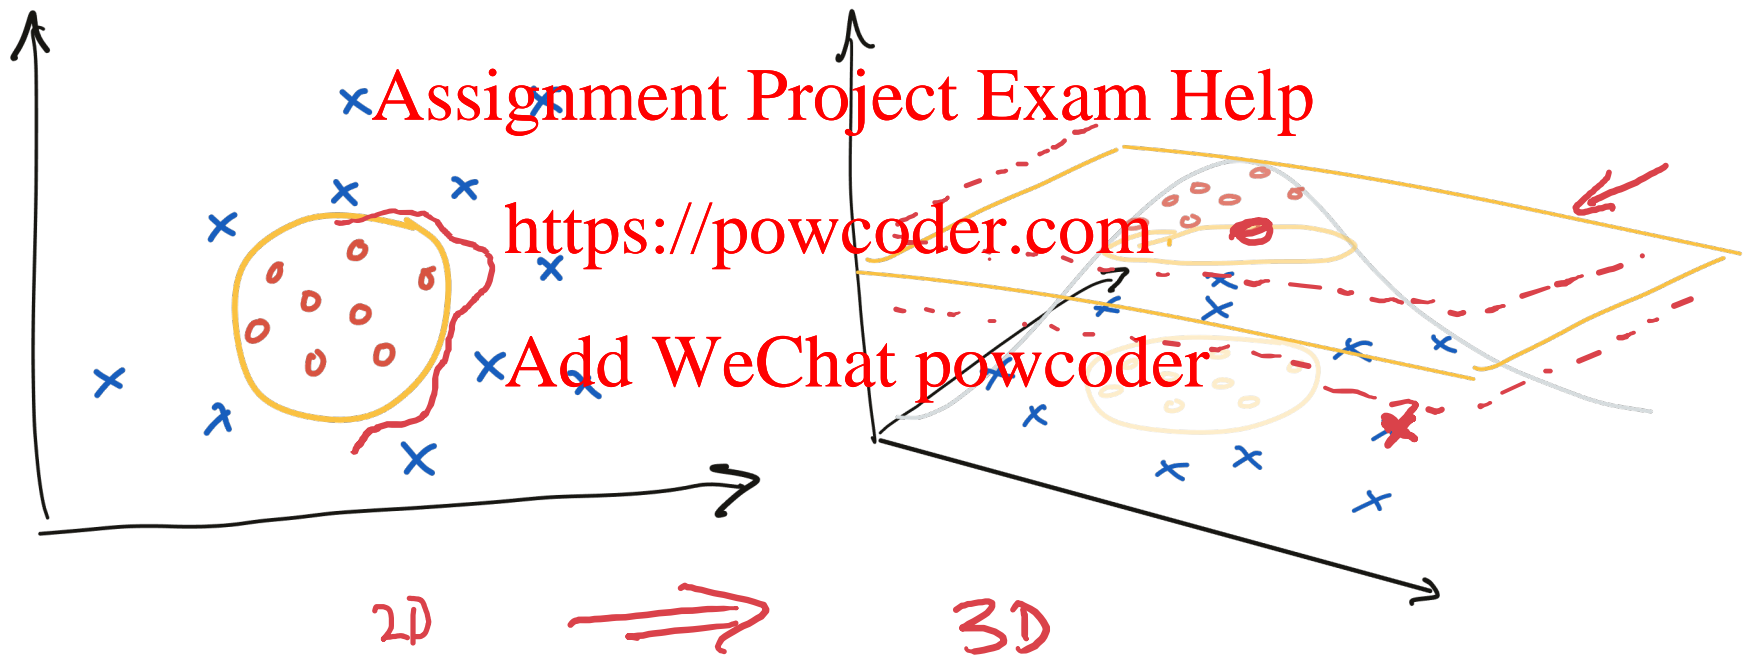 Assignment Project Exam Help
https://powcoder.com
Add WeChat powcoder
2D
3D